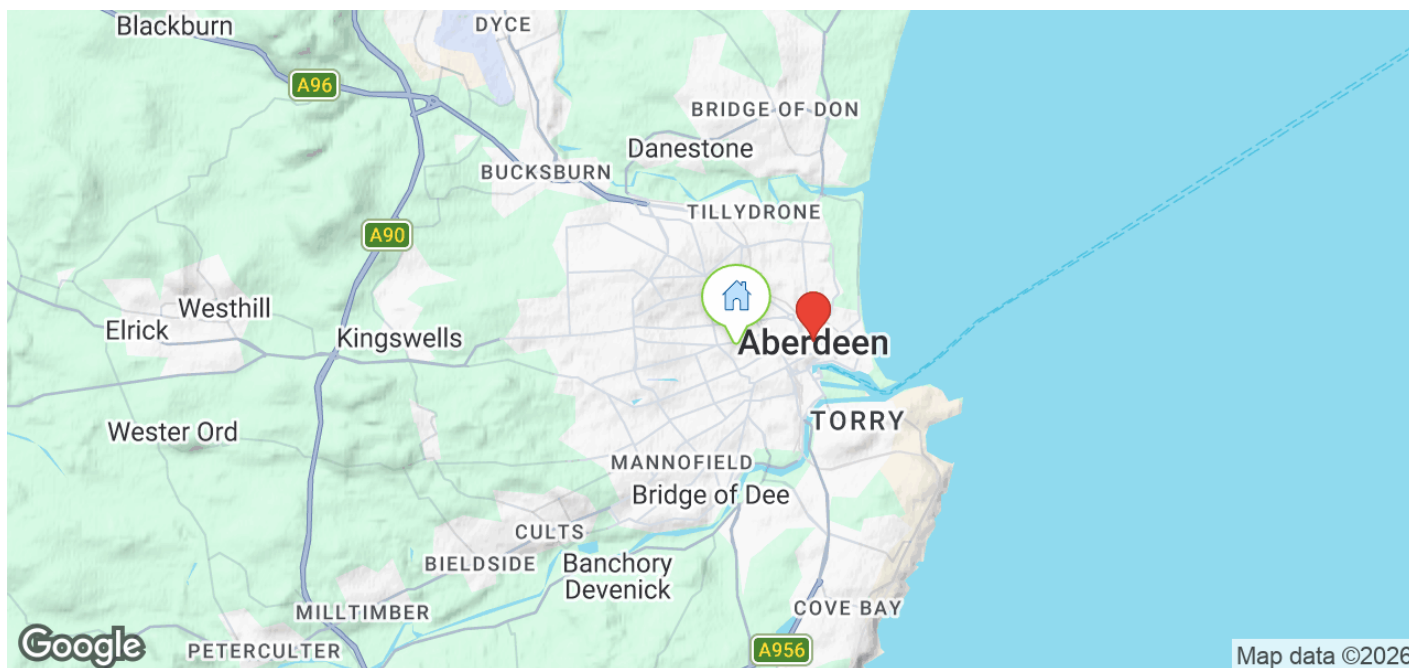 Blackburn
DYCE
A96
BRIDGE OF DON
Danestone
BUCKSBURN
TILLYDRONE
A90
Westhill
Elrick
Kingswells
Aberdeen
TORRY
Wester Ord
MANNOFIELD
Bridge of Dee
CULTS
BIELDSIDE
Banchory
Devenick
MILLTIMBER
COVE BAY
PETERCULTER
A956
Google
Map data ©2026